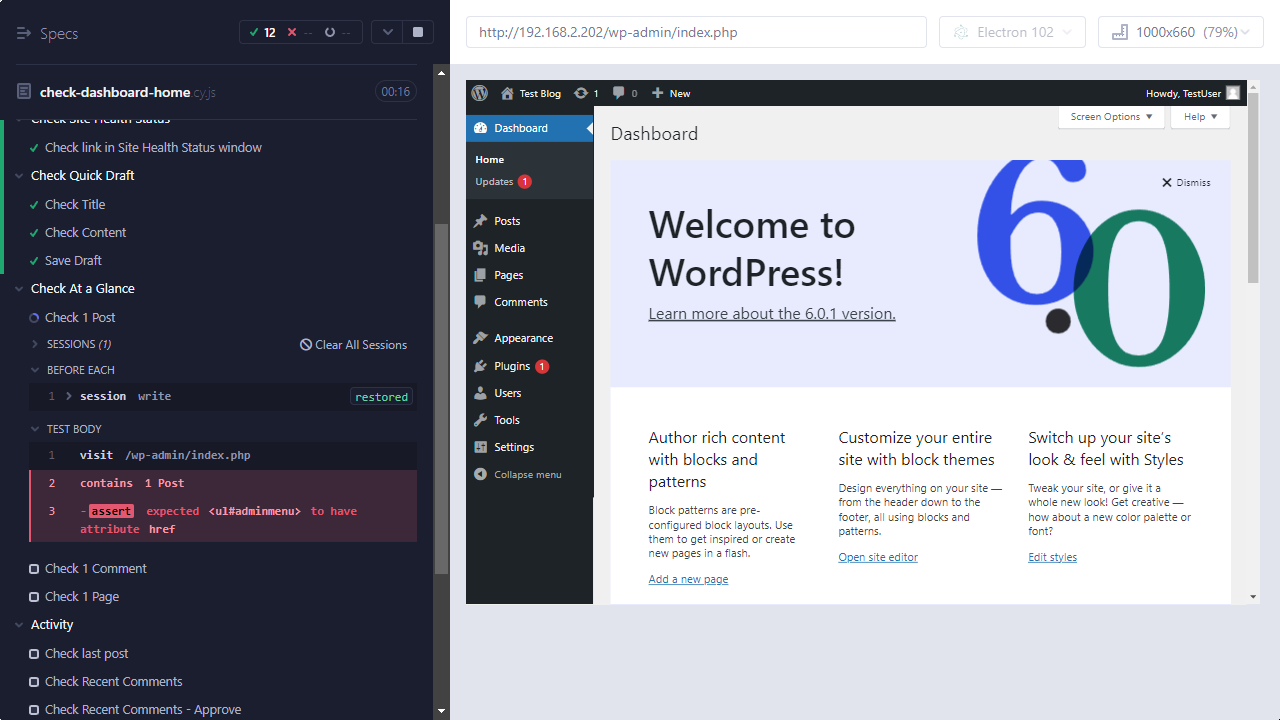 Specs
12
--
--
check-dashboard-home.cy.js
00:16
Check Site Health Status
Check link in Site Health Status window
Check Quick Draft
Check Title
Check Content
Save Draft
Check At a Glance
Check 1 Post
SESSIONS (1)
Clear All Sessions
BEFORE EACH
1 session write restored
TEST BODY
1 visit /wp-admin/index.php
2 contains 1 Post
3 -assert expected <ul#adminmenu> to have
attribute href
Check 1 Comment
Check 1 Page
Activity
Check last post
Check Recent Comments
Check Recent Comments - Approve
http://192.168.2.202/wp-admin/index.php
Electron 102
1000x660 (79%)
Test Blog
1
0
New
Howdy, TestUser
Dashboard
Home
Updates 1
Posts
Media
Pages
Comments
Appearance
Plugins 1
Users
Tools
Settings
Collapse menu
Dashboard
Screen Options
Help
Dismiss
Welcome to
WordPress!
Learn more about the 6.0.1 version.
6.0
Author rich content
with blocks and
patterns
Block patterns are pre-
configured block layouts. Use
them to get inspired or create
new pages in a flash.
Add a new page
Customize your entire
site with block themes
Design everything on your site —
from the header down to the
footer, all using blocks and
patterns.
Open site editor
Switch up your site’s
look & feel with Styles
Tweak your site, or give it a
whole new look! Get creative —
how about a new color palette or
font?
Edit styles